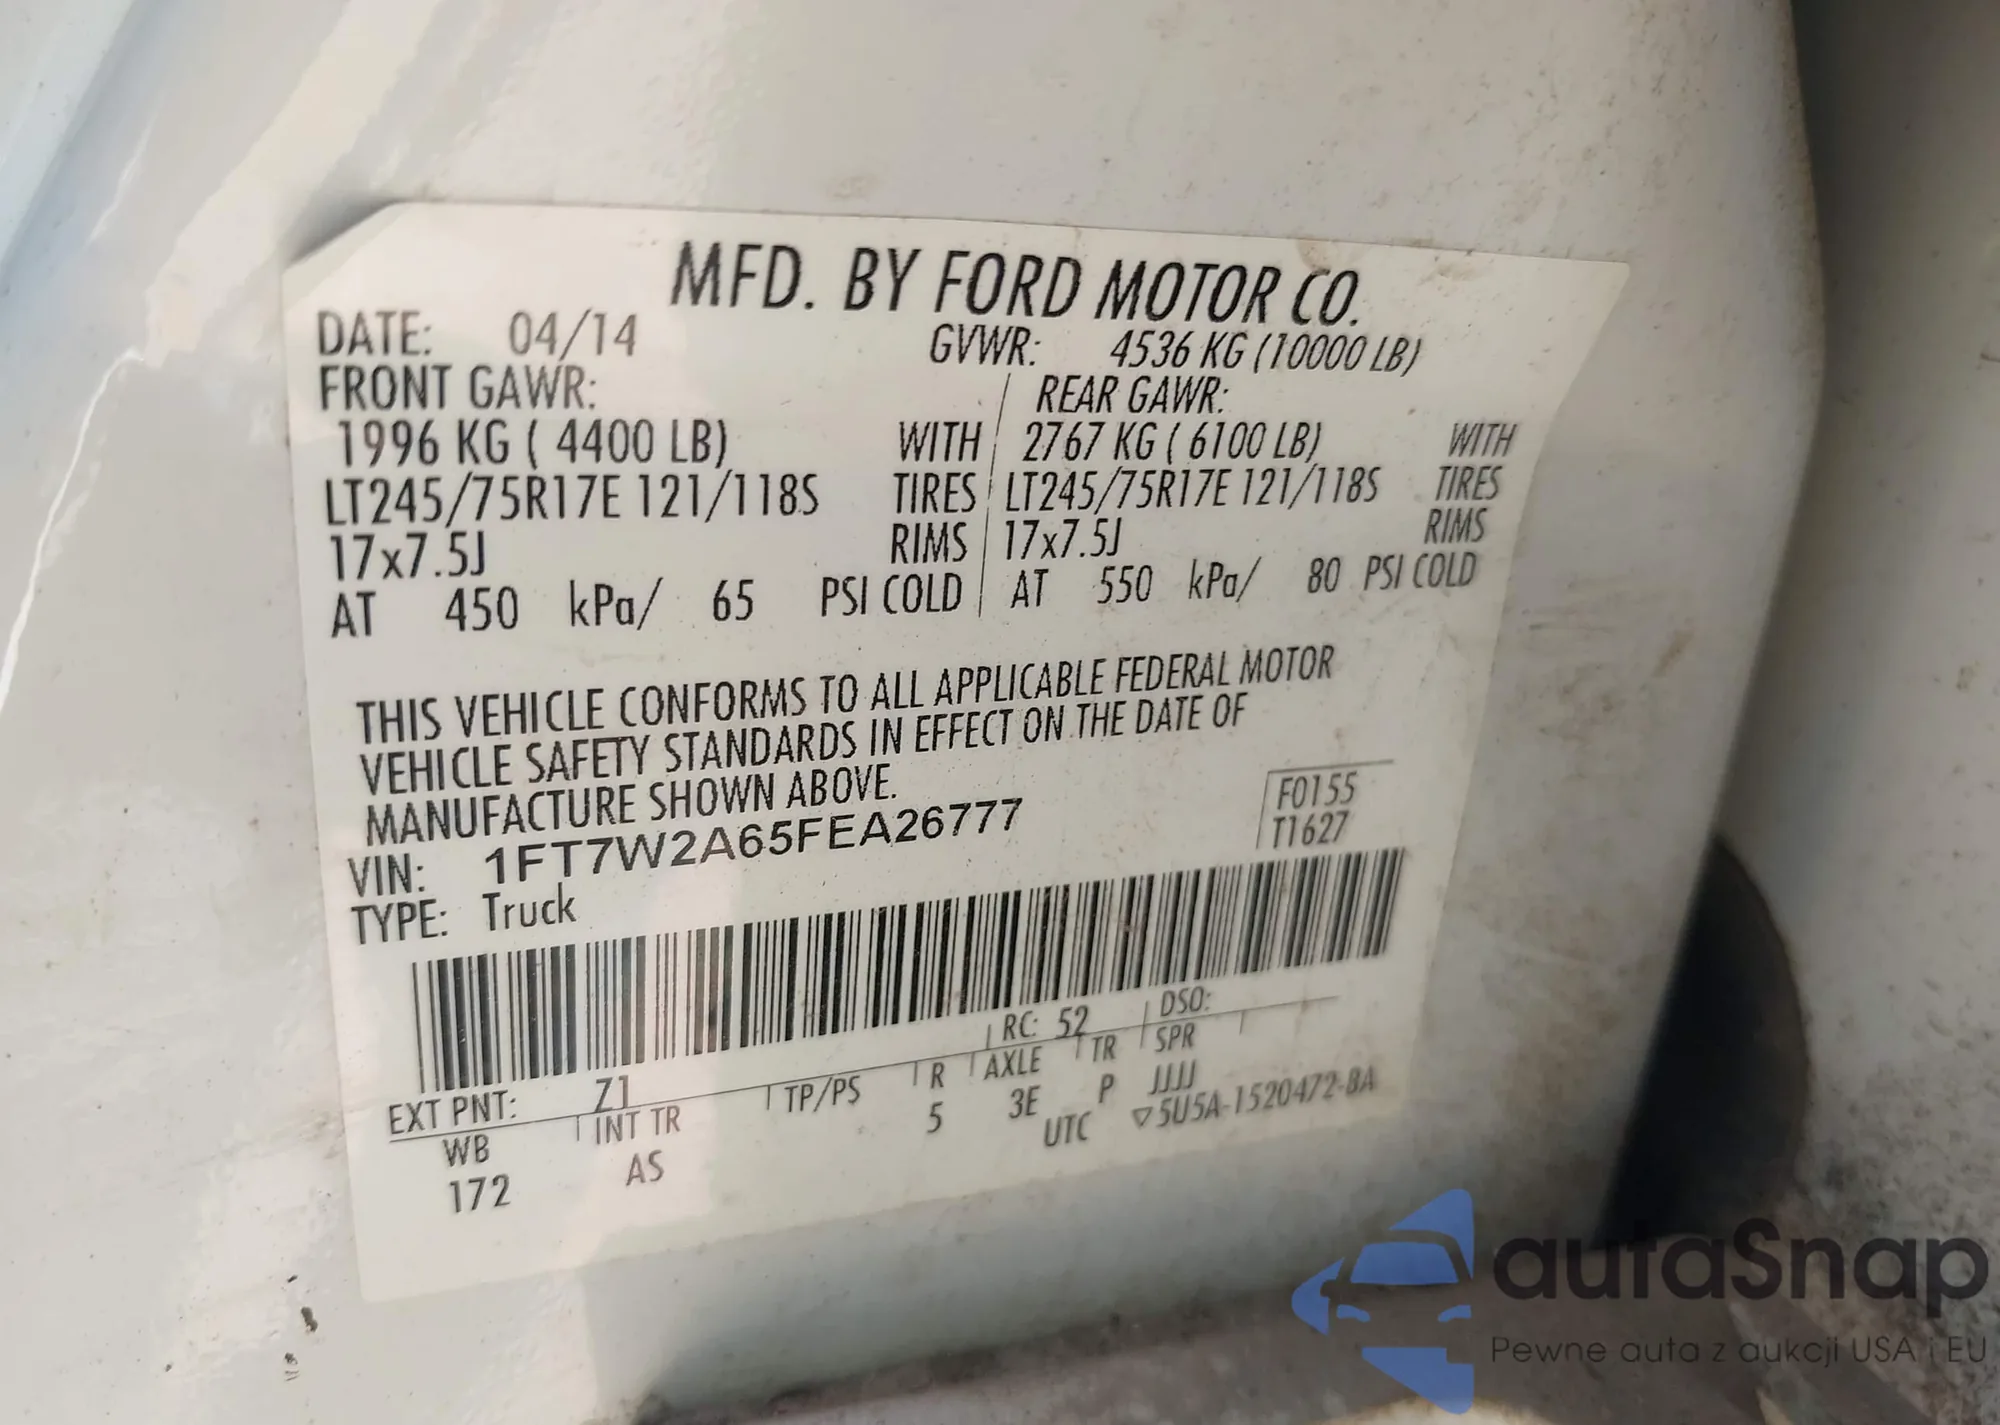 MFD. BY FORD MOTOR CO.
DATE: 04/14 GVWR: 4536 KG (10000 LB)
FRONT GAWR: REAR GAWR:
1996 KG ( 4400 LB) WITH 2767 KG ( 6100 LB) WITH
LT245/75R17E 121/118S TIRES LT245/75R17E 121/118S TIRES
17x7.5J RIMS 17x7.5J RIMS
AT 450 kPa/ 65 PSI COLD AT 550 kPa/ 80 PSI COLD
THIS VEHICLE CONFORMS TO ALL APPLICABLE FEDERAL MOTOR
VEHICLE SAFETY STANDARDS IN EFFECT ON THE DATE OF
MANUFACTURE SHOWN ABOVE.
F0155
VIN: 1FT7W2A65FEA26777 T1627
TYPE: Truck
EXT PNT: Z1 RC: 52 DSO:
WB INT TR TP/PS R AXLE TR SPR
172 AS 5 3E P JJJJ
UTC ▽5U5A-1520472-BA
autaSnap
Pewne auta z aukcji USA i EU